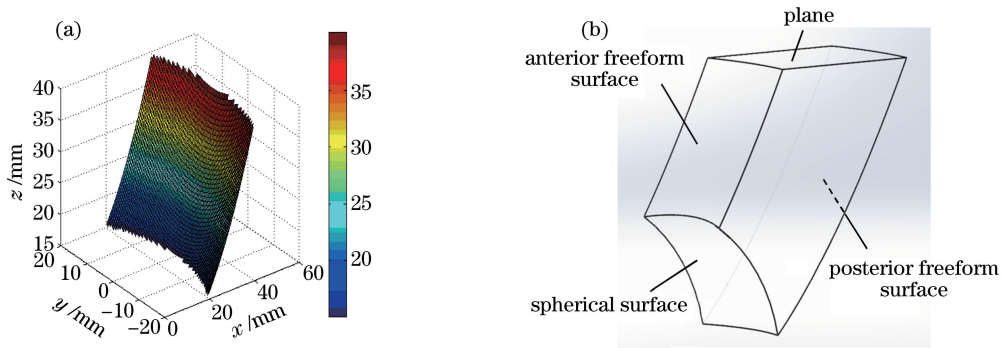 (a)
40
35
30
25
20
15
z /mm
20
10
0
−10
−20
y /mm
0
20
40
60
x /mm
35
30
25
20
(b)
plane
anterior freeform
surface
spherical surface
posterior freeform
surface